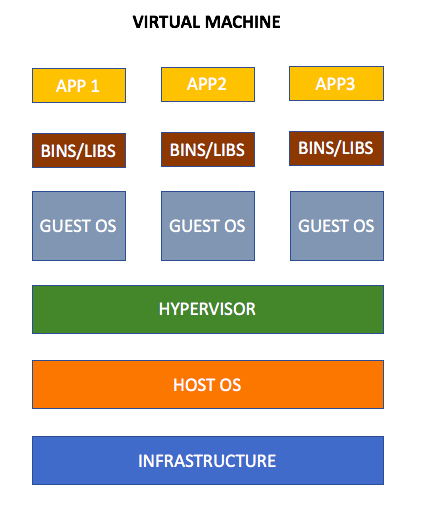 VIRTUAL MACHINE
APP 1 APP2 APP3
BINS/LIBS BINS/LIBS BINS/LIBS
GUEST OS GUEST OS GUEST OS
HYPERVISOR
HOST OS
INFRASTRUCTURE